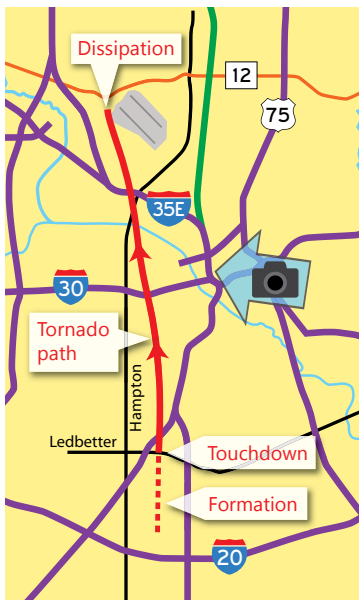 Dissipation
12
75
35E
30
Tornado
path
Hampton
Ledbetter
Touchdown
Formation
20